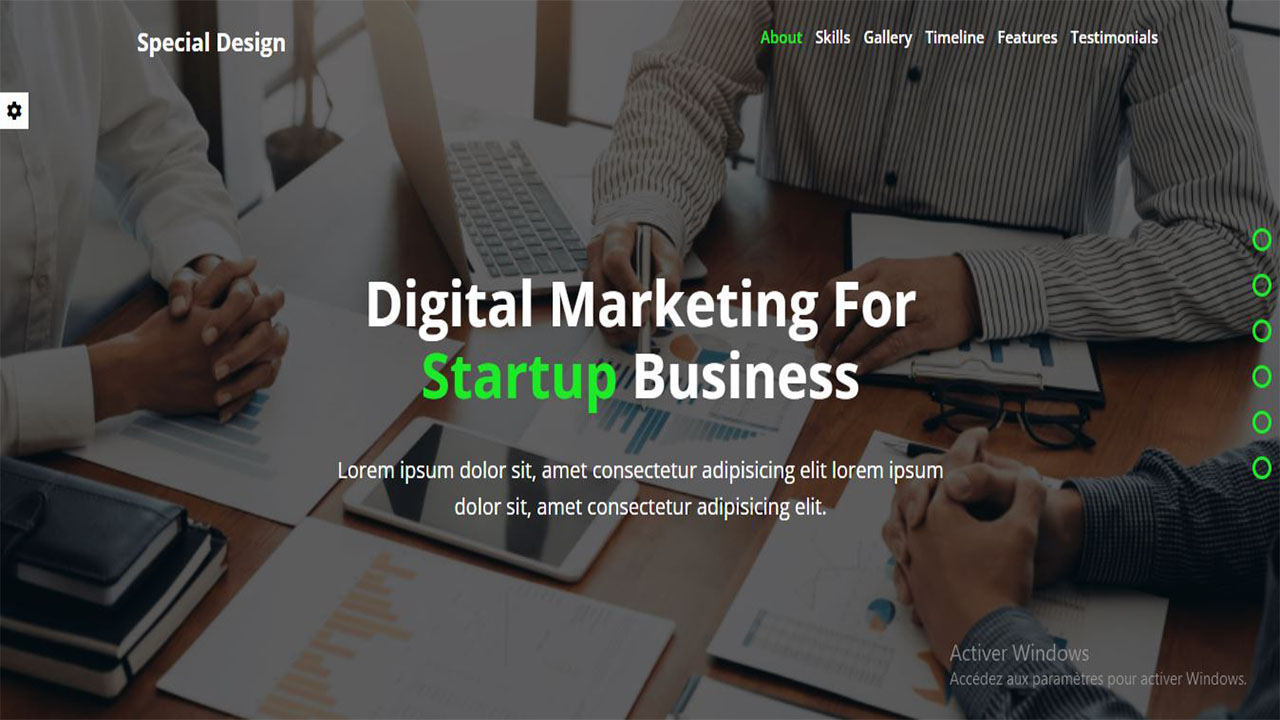 Special Design
About Skills Gallery Timeline Features Testimonials
Digital Marketing For
Startup Business
Lorem ipsum dolor sit, amet consectetur adipisicing elit lorem ipsum
dolor sit, amet consectetur adipisicing elit.
Activer Windows
Accédez aux paramètres pour activer Windows.